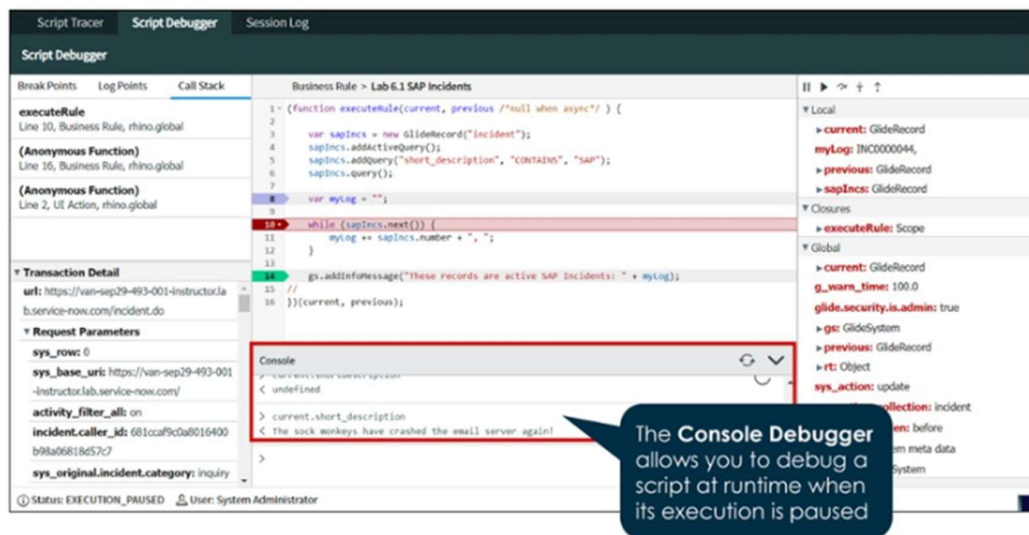 Script Tracer Script Debugger Session Log
Script Debugger
Break Points Log Points Call Stack
executeRule
Line 10, Business Rule, rhino.global
(Anonymous Function)
Line 16, Business Rule, rhino.global
(Anonymous Function)
Line 2, UI Action, rhino.global
Transaction Detail
url: https://van-sep29-493-001-instructor.la
b.service-now.com/incident.do
Request Parameters
sys_row: 0
sys_base_uri: https://van-sep29-493-001
-instructor.lab.service-now.com/
activity_filter_all: on
incident.caller_id: 681ccaf9c0a8016400
b98a06818d57c7
sys_original.incident.category: inquiry
Business Rule > Lab 6.1 SAP Incidents
1 (function executeRule(current, previous /*null when async*/ ) {
2
3 var sapIncs = new GlideRecord("incident");
4 sapIncs.addActiveQuery();
5 sapIncs.addQuery("short_description", "CONTAINS", "SAP");
6 sapIncs.query();
7
8 var myLog = "";
9
10 while (sapIncs.next()) {
11 myLog += sapIncs.number + ", ";
12 }
13
14 gs.addInfoMessage("These records are active SAP Incidents: " + myLog);
15 //
16 })(current, previous);
Console
< undefined
> current.short_description
< The sock monkeys have crashed the email server again!
>
Local
current: GlideRecord
myLog: INC0000044,
previous: GlideRecord
sapIncs: GlideRecord
Closures
executeRule: Scope
Global
current: GlideRecord
g_warn_time: 100.0
glide.security.is.admin: true
gs: GlideSystem
previous: GlideRecord
rt: Object
sys_action: update
ollection: incident
en: before
em meta data
System
The Console Debugger
allows you to debug a
script at runtime when
its execution is paused
Status: EXECUTION_PAUSED User: System Administrator